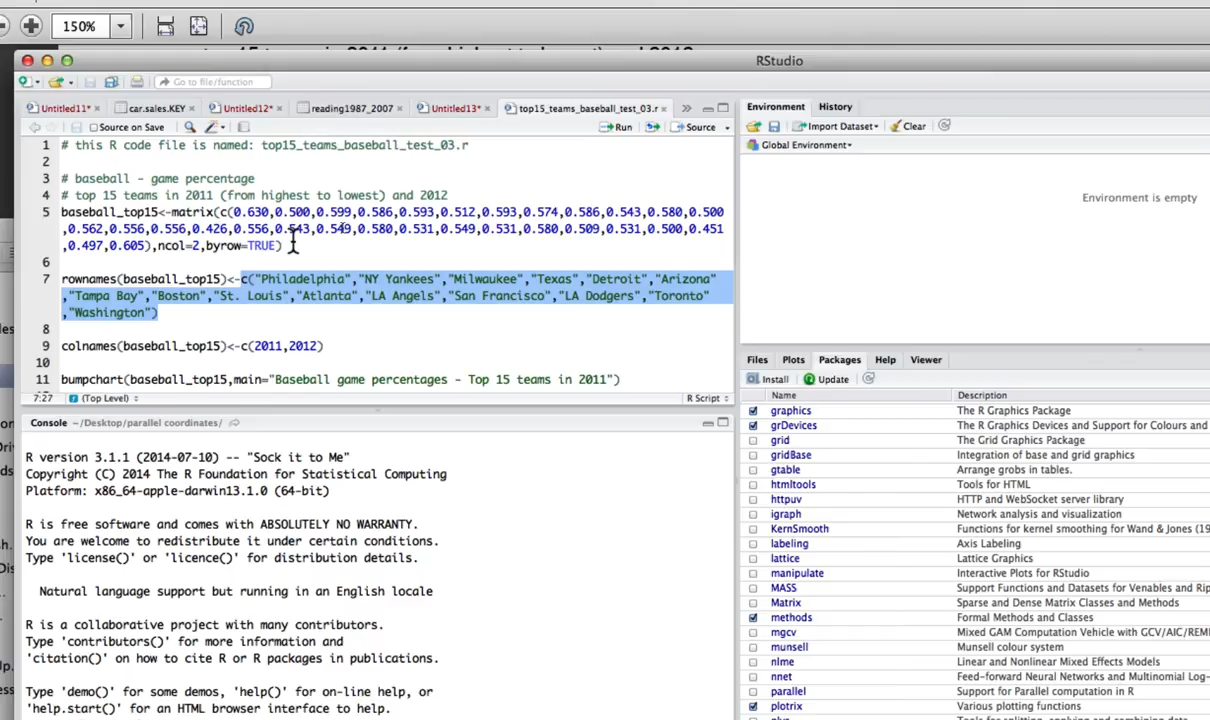 150%
RStudio
Go to file/function
Untitled11*
car.sales.KEY
Untitled12*
reading1987_2007
Untitled13*
top15_teams_baseball_test_03.r
Source on Save
Run
Source
1 # this R code file is named: top15_teams_baseball_test_03.r
2
3 # baseball - game percentage
4 # top 15 teams in 2011 (from highest to lowest) and 2012
5 baseball_top15<-matrix(c(0.630,0.500,0.599,0.586,0.593,0.512,0.593,0.574,0.586,0.543,0.580,0.500
,0.562,0.556,0.556,0.426,0.556,0.543,0.549,0.580,0.531,0.549,0.531,0.580,0.509,0.531,0.500,0.451
,0.497,0.605),ncol=2,byrow=TRUE)
6
7 rownames(baseball_top15)<-c("Philadelphia","NY Yankees","Milwaukee","Texas","Detroit","Arizona"
,"Tampa Bay","Boston","St. Louis","Atlanta","LA Angels","San Francisco","LA Dodgers","Toronto"
,"Washington")
8
9 colnames(baseball_top15)<-c(2011,2012)
10
11 bumpchart(baseball_top15,main="Baseball game percentages - Top 15 teams in 2011")
7:27
(Top Level)
R Script
Console ~/Desktop/parallel coordinates/
R version 3.1.1 (2014-07-10) -- "Sock it to Me"
Copyright (C) 2014 The R Foundation for Statistical Computing
Platform: x86_64-apple-darwin13.1.0 (64-bit)
R is free software and comes with ABSOLUTELY NO WARRANTY.
You are welcome to redistribute it under certain conditions.
Type 'license()' or 'licence()' for distribution details.
Natural language support but running in an English locale
R is a collaborative project with many contributors.
Type 'contributors()' for more information and
'citation()' on how to cite R or R packages in publications.
Type 'demo()' for some demos, 'help()' for on-line help, or
'help.start()' for an HTML browser interface to help.
Environment
History
Import Dataset
Clear
Global Environment
Environment is empty
Files
Plots
Packages
Help
Viewer
Install
Update
Name
Description
graphics The R Graphics Package
grDevices The R Graphics Devices and Support for Colours and
grid The Grid Graphics Package
gridBase Integration of base and grid graphics
gtable Arrange grobs in tables.
htmltools Tools for HTML
httpuv HTTP and WebSocket server library
igraph Network analysis and visualization
KernSmooth Functions for kernel smoothing for Wand & Jones (19
labeling Axis Labeling
lattice Lattice Graphics
manipulate Interactive Plots for RStudio
MASS Support Functions and Datasets for Venables and Rip
Matrix Sparse and Dense Matrix Classes and Methods
methods Formal Methods and Classes
mgcv Mixed GAM Computation Vehicle with GCV/AIC/REML
munsell Munsell colour system
nlme Linear and Nonlinear Mixed Effects Models
nnet Feed-forward Neural Networks and Multinomial Log-
parallel Support for Parallel computation in R
plotrix Various plotting functions